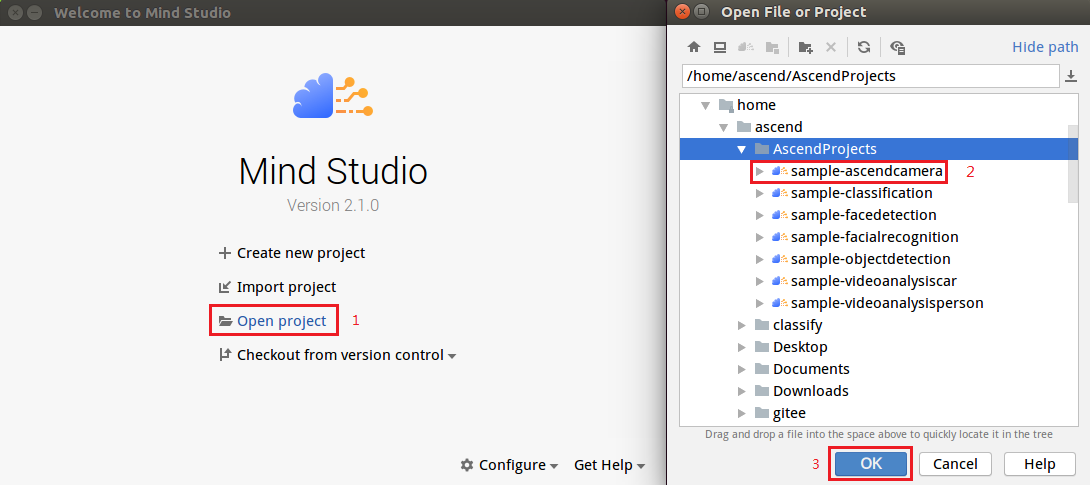 Welcome to Mind Studio
Mind Studio
Version 2.1.0
Create new project
Import project
Open project 1
Checkout from version control
Configure Get Help
Open File or Project
Hide path
/home/ascend/AscendProjects
home
ascend
AscendProjects
sample-ascendcamera 2
sample-classification
sample-facedetection
sample-facialrecognition
sample-objectdetection
sample-videoanalysiscar
sample-videoanalysisperson
classify
Desktop
Documents
Downloads
gitee
Drag and drop a file into the space above to quickly locate it in the tree
3 OK Cancel Help